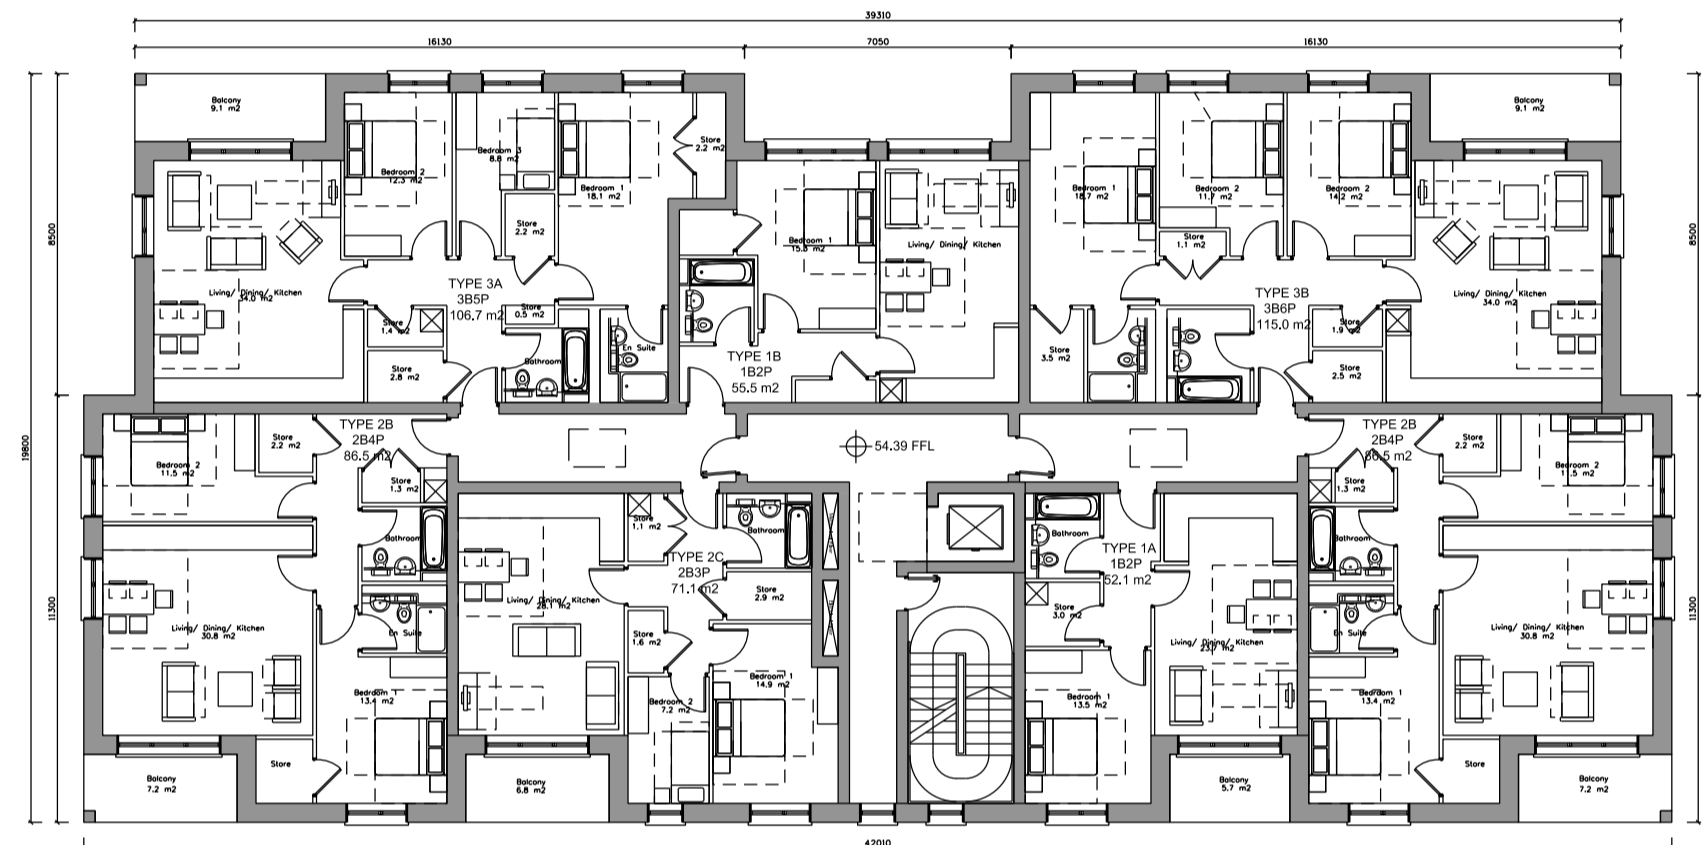 39310
16130
7050
16130
Balcony
9.1 m2
Bedroom 2
12.3 m2
Bedroom 3
8.8 m2
Bedroom 1
18.1 m2
Store
2.2 m2
Store
2.2 m2
8500
Living/ Dining/ Kitchen
34.0 m2
TYPE 3A
3B5P
106.7 m2
Store
0.5 m2
Store
1.4 m2
Store
2.8 m2
Bathroom
En Suite
Bedroom 1
15.3 m2
Living/ Dining/ Kitchen
TYPE 1B
1B2P
55.5 m2
Bedroom 1
18.7 m2
Bedroom 2
11.7 m2
Bedroom 2
14.2 m2
Balcony
9.1 m2
Store
1.1 m2
TYPE 3B
3B6P
115.0 m2
Living/ Dining/ Kitchen
34.0 m2
Store
3.5 m2
Store
1.9 m2
Store
2.5 m2
8500
19800
11300
TYPE 2B
2B4P
86.5 m2
Bedroom 2
11.5 m2
Store
2.2 m2
Store
1.3 m2
Bathroom
En Suite
Living/ Dining/ Kitchen
30.8 m2
Bedroom 1
13.4 m2
Store
Balcony
7.2 m2
54.39 FFL
Store
1.1 m2
Bathroom
TYPE 2C
2B3P
71.1 m2
Living/ Dining/ Kitchen
28.1 m2
Store
2.9 m2
Store
1.6 m2
Bedroom 1
14.9 m2
Bedroom 2
7.2 m2
Balcony
6.8 m2
Bathroom
TYPE 1A
1B2P
52.1 m2
Store
3.0 m2
Living/ Dining/ Kitchen
23.7 m2
Bedroom 1
13.5 m2
Balcony
5.7 m2
TYPE 2B
2B4P
86.5 m2
Store
2.2 m2
Bedroom 2
11.5 m2
Store
1.3 m2
Bathroom
En Suite
Living/ Dining/ Kitchen
30.8 m2
Bedroom 1
13.4 m2
Store
Balcony
7.2 m2
11300
42010